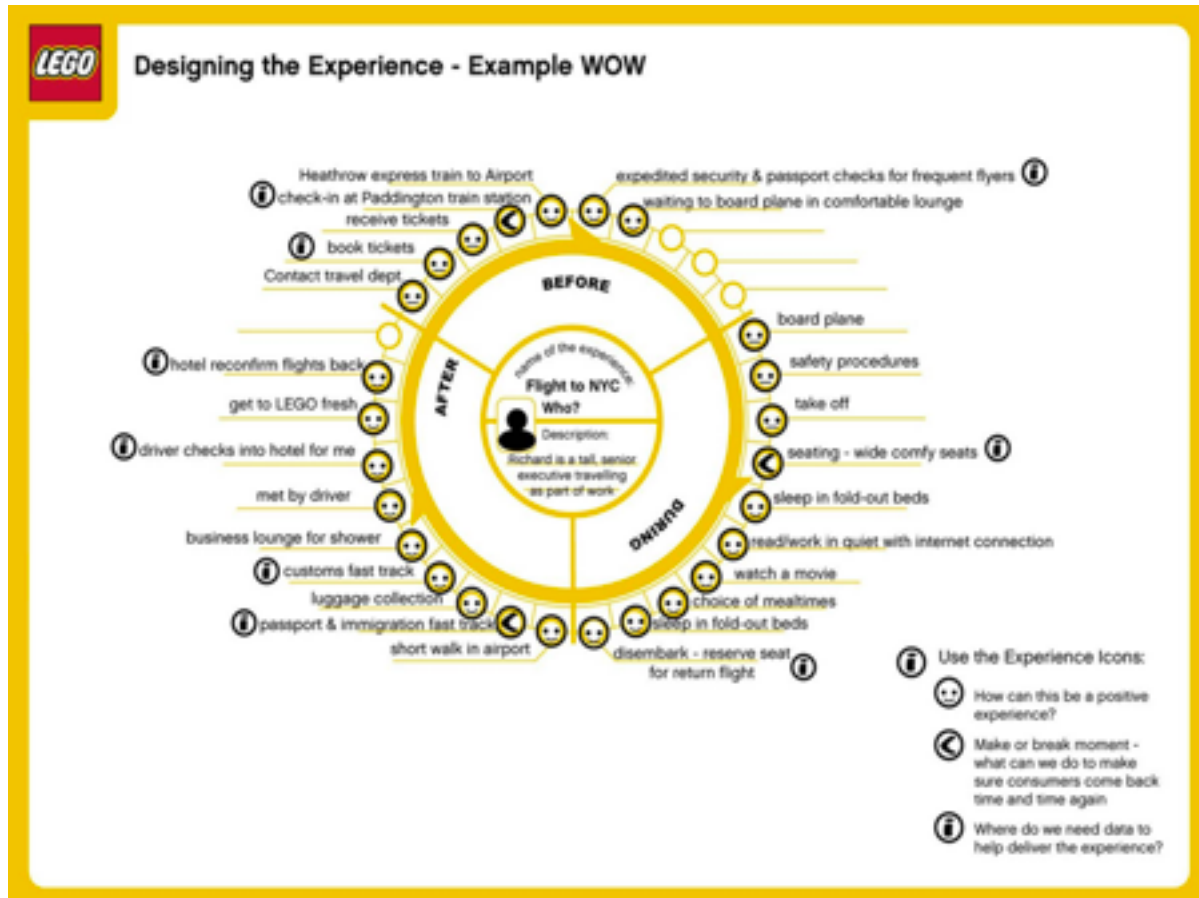 LEGO
Designing the Experience - Example WOW
Heathrow express train to Airport
check-in at Paddington train station
receive tickets
book tickets
Contact travel dept.
hotel reconfirm flights back
get to LEGO fresh
driver checks into hotel for me
met by driver
business lounge for shower
customs fast track
luggage collection
passport & immigration fast track
short walk in airport
expedited security & passport checks for frequent flyers
waiting to board plane in comfortable lounge
board plane
safety procedures
take off
seating - wide comfy seats
sleep in fold-out beds
read/work in quiet with internet connection
watch a movie
choice of mealtimes
sleep in fold-out beds
disembark - reserve seat
for return flight
BEFORE
AFTER
DURING
name of the experience:
Flight to NYC
Who?
Description:
Richard is a tall, senior
executive travelling
as part of work
Use the Experience Icons:
How can this be a positive
experience?
Make or break moment -
what can we do to make
sure consumers come back
time and time again
Where do we need data to
help deliver the experience?